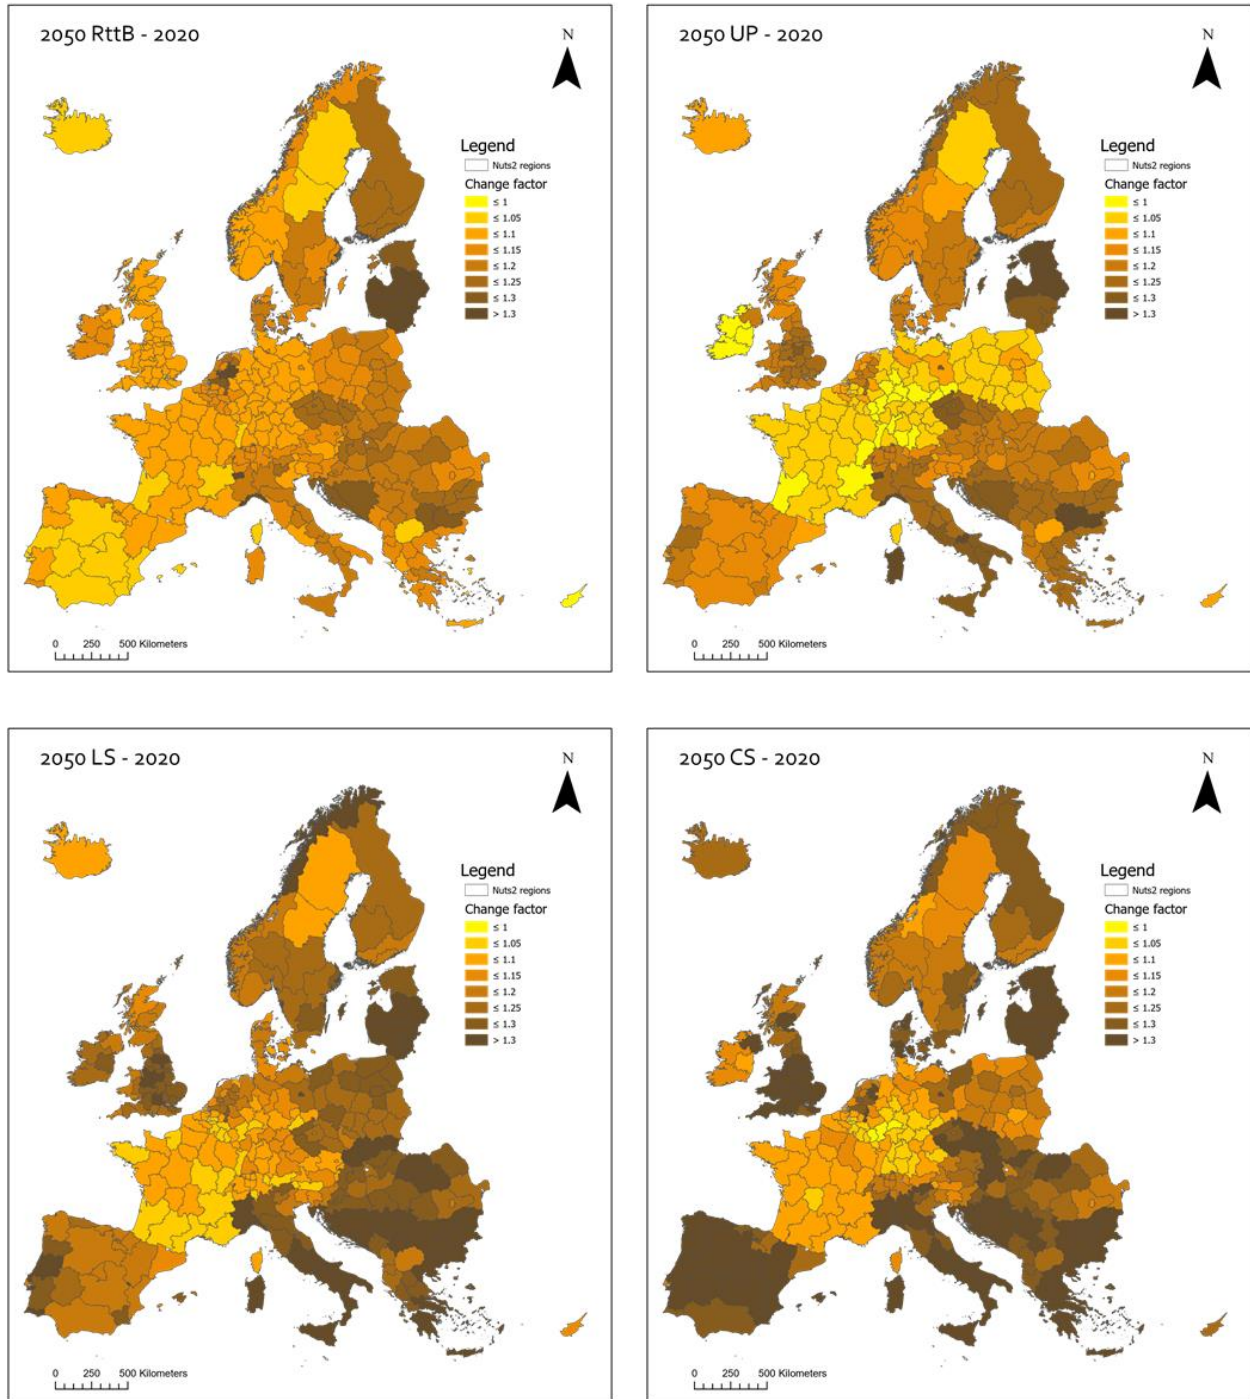 2050 RttB - 2020
N
Legend
Nuts2 regions
Change factor
≤ 1
≤ 1.05
≤ 1.1
≤ 1.15
≤ 1.2
≤ 1.25
≤ 1.3
> 1.3
0 250 500 Kilometers
2050 UP - 2020
N
Legend
Nuts2 regions
Change factor
≤ 1
≤ 1.05
≤ 1.1
≤ 1.15
≤ 1.2
≤ 1.25
≤ 1.3
> 1.3
0 250 500 Kilometers
2050 LS - 2020
N
Legend
Nuts2 regions
Change factor
≤ 1
≤ 1.05
≤ 1.1
≤ 1.15
≤ 1.2
≤ 1.25
≤ 1.3
> 1.3
0 250 500 Kilometers
2050 CS - 2020
N
Legend
Nuts2 regions
Change factor
≤ 1
≤ 1.05
≤ 1.1
≤ 1.15
≤ 1.2
≤ 1.25
≤ 1.3
> 1.3
0 250 500 Kilometers